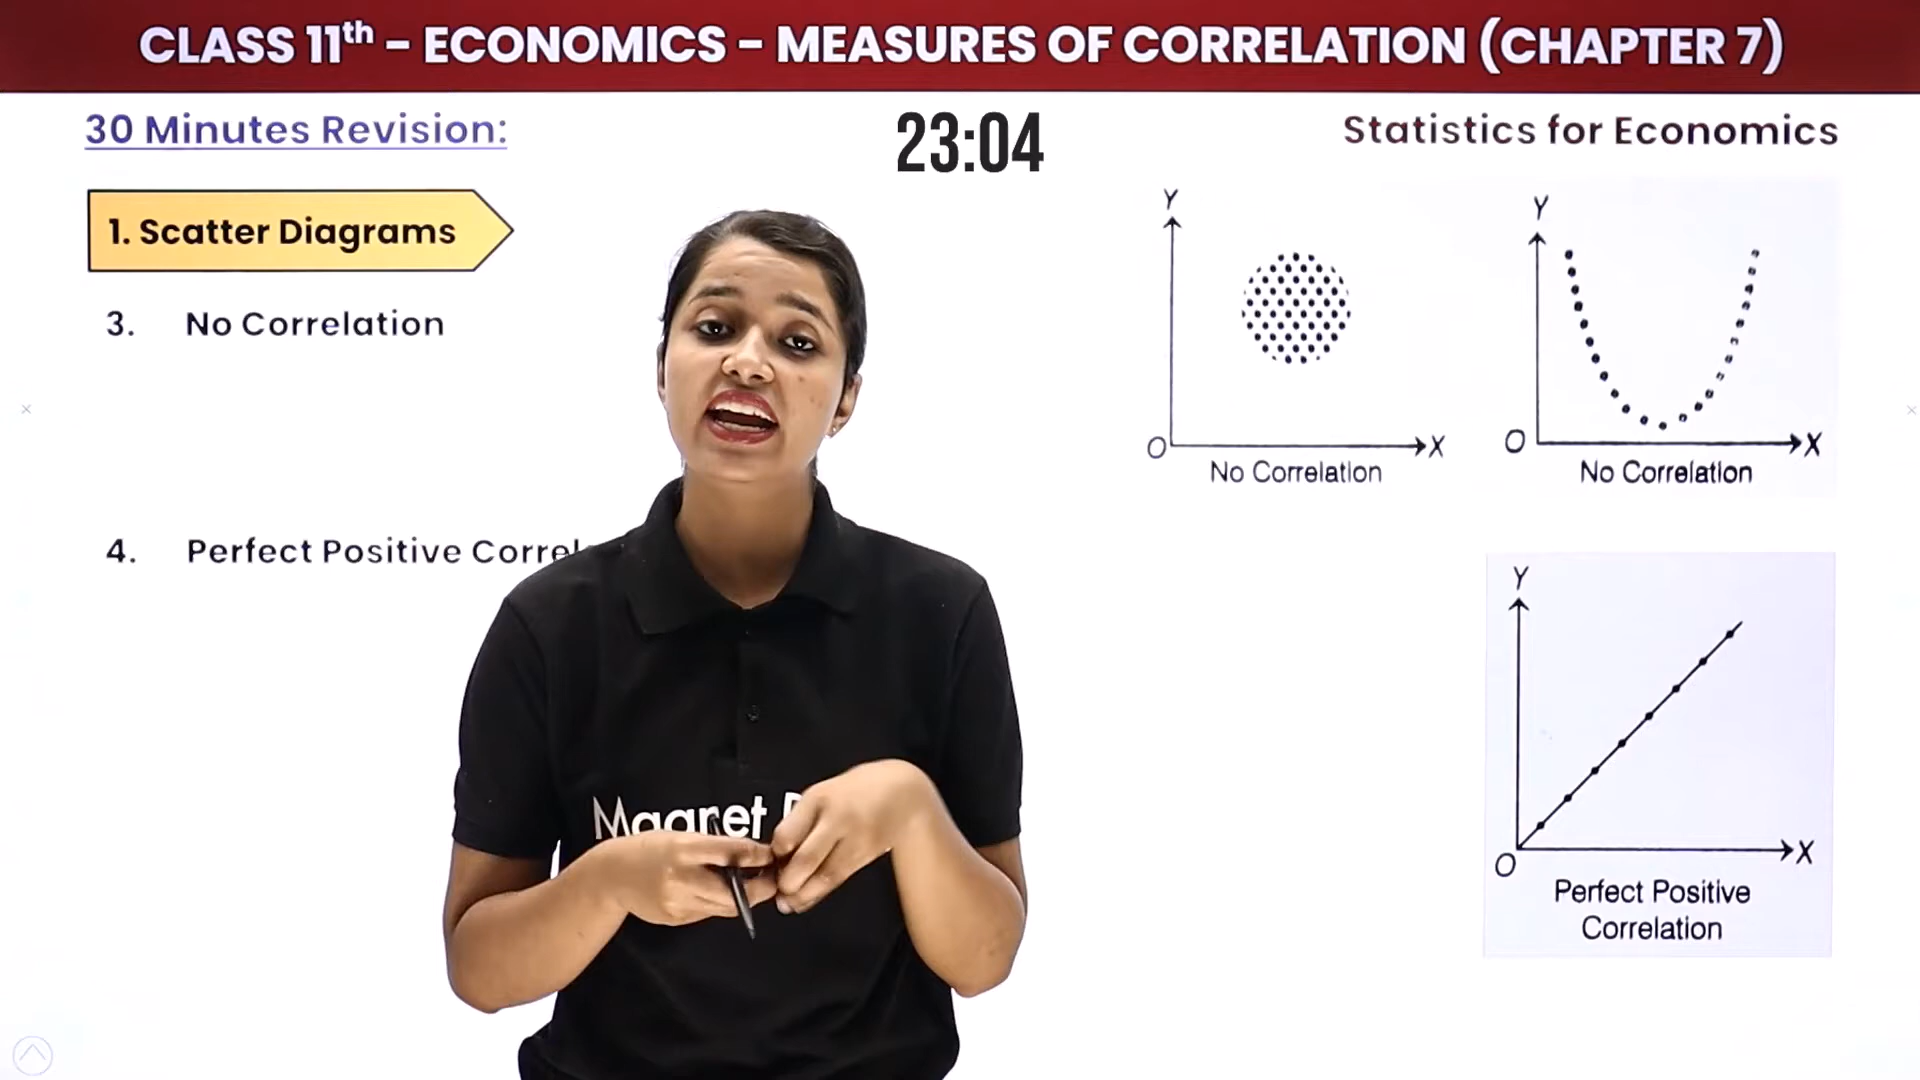 CLASS 11th – ECONOMICS – MEASURES OF CORRELATION (CHAPTER 7)
30 Minutes Revision:
23:04
Statistics for Economics
1. Scatter Diagrams
3. No Correlation
Y
O
X
No Correlation
Y
O
X
No Correlation
4. Perfect Positive
Y
O
X
Perfect Positive
Correlation
Magnet